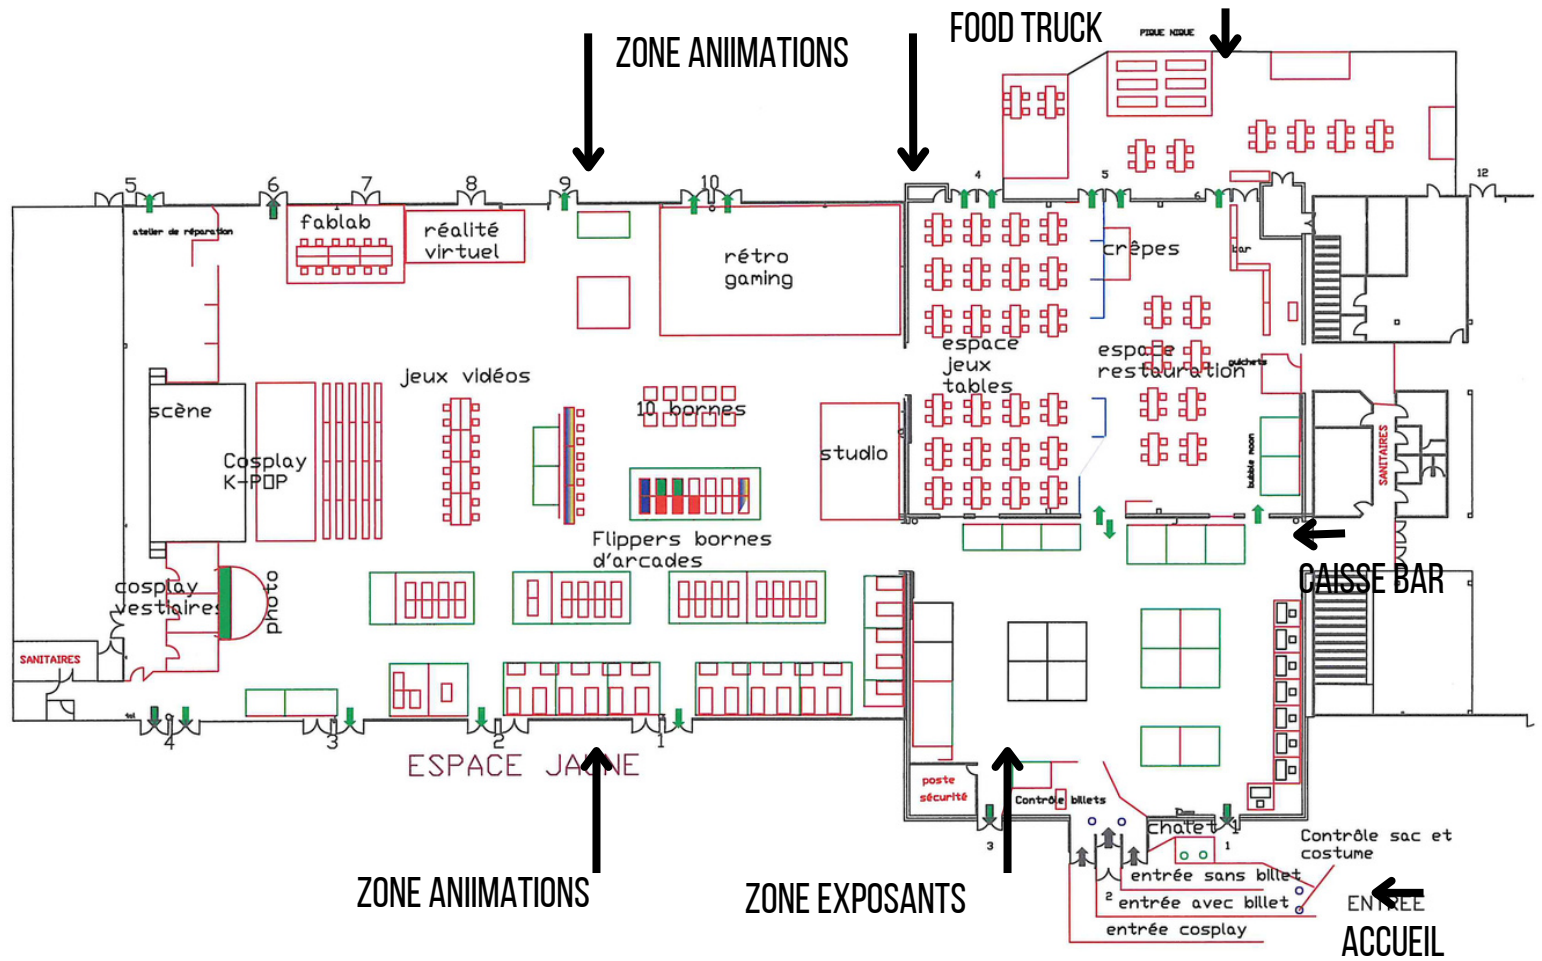 FOOD TRUCK
PIQUE NIQUE
ZONE ANIIMATIONS
5
6
7
8
9
10
4
5
6
12
atelier de réparation
fablab
réalité
virtuel
rétro
gaming
crêpes
bar
espace
jeux
tables
espace
restauration
guichets
jeux vidéos
scène
10 bornes
Cosplay
K-POP
studio
bubble moon
SANITAIRES
Flippers bornes
d'arcades
CAISSE BAR
cosplay
vestiaires
photo
SANITAIRES
tel
4
3
2
1
ESPACE JAUNE
poste
sécurité
Contrôle billets
chalet 1
3
1
Contrôle sac et
costume
entrée sans billet
2
entrée avec billet
entrée cosplay
ENTREE
ACCUEIL
ZONE ANIIMATIONS
ZONE EXPOSANTS